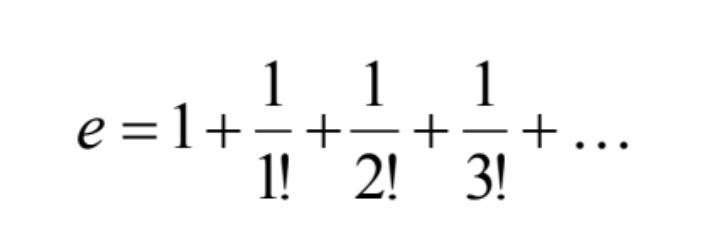 e = 1 + 1/1! + 1/2! + 1/3! + ...